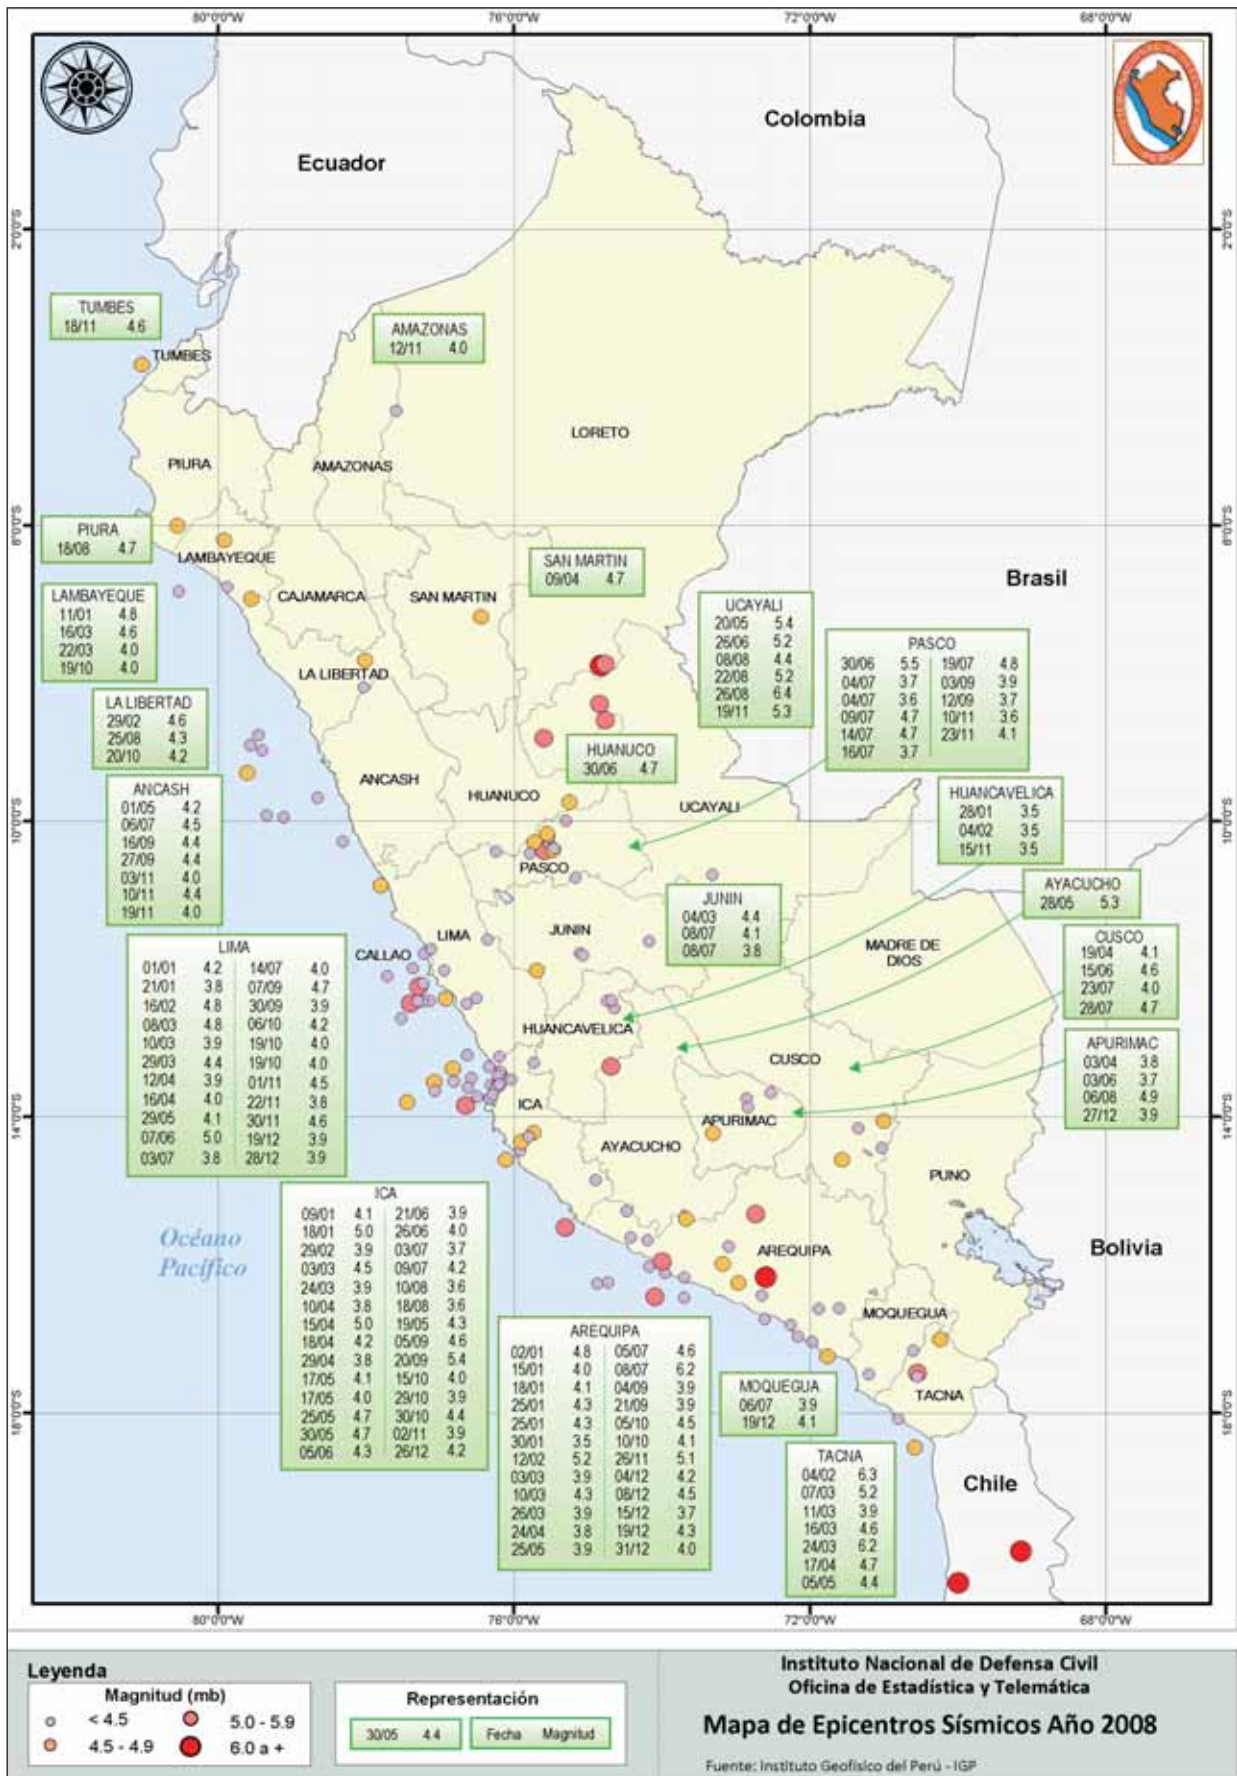 80°0'0"W 76°0'0"W 72°0'0"W 68°0'0"W
Colombia
Ecuador
2°0'0"S 2°0'0"S
TUMBES
18/11 4.6
AMAZONAS
12/11 4.0
TUMBES
LORETO
PIURA
AMAZONAS
6°0'0"S 6°0'0"S
PIURA
18/08 4.7
LAMBAYEQUE
CAJAMARCA
SAN MARTIN
SAN MARTIN
09/04 4.7
Brasil
LAMBAYEQUE
11/01 4.8
16/03 4.6
22/03 4.0
19/10 4.0
UCAYALI
20/05 5.4
26/06 5.2
08/08 4.4
22/08 5.2
26/08 6.4
19/11 5.3
PASCO
30/06 5.5 19/07 4.8
04/07 3.7 03/09 3.9
04/07 3.6 12/09 3.7
09/07 4.7 10/11 3.6
14/07 4.7 23/11 4.1
16/07 3.7
LA LIBERTAD
LA LIBERTAD
29/02 4.6
25/08 4.3
20/10 4.2
HUANUCO
30/06 4.7
ANCASH
HUANUCO
UCAYALI
ANCASH
01/05 4.2
06/07 4.5
16/09 4.4
27/09 4.4
03/11 4.0
10/11 4.4
19/11 4.0
HUANCAVELICA
28/01 3.5
04/02 3.5
15/11 3.5
10°0'0"S 10°0'0"S
PASCO
AYACUCHO
28/05 5.3
JUNIN
04/03 4.4
08/07 4.1
08/07 3.8
LIMA
JUNIN
CALLAO
MADRE DE
DIOS
CUSCO
19/04 4.1
15/06 4.6
23/07 4.0
28/07 4.7
LIMA
01/01 4.2 14/07 4.0
21/01 3.8 07/09 4.7
16/02 4.8 30/09 3.9
08/03 4.8 06/10 4.2
10/03 3.9 19/10 4.0
29/03 4.4 19/10 4.0
12/04 3.9 01/11 4.5
16/04 4.0 22/11 3.8
29/05 4.1 30/11 4.6
07/06 5.0 19/12 3.9
03/07 3.8 28/12 3.9
HUANCAVELICA
CUSCO
APURIMAC
03/04 3.8
03/06 3.7
06/08 4.9
27/12 3.9
ICA
APURIMAC
14°0'0"S 14°0'0"S
AYACUCHO
PUNO
ICA
09/01 4.1 21/06 3.9
18/01 5.0 26/06 4.0
29/02 3.9 03/07 3.7
03/03 4.5 09/07 4.2
24/03 3.9 10/08 3.6
10/04 3.8 18/08 3.6
15/04 5.0 19/05 4.3
18/04 4.2 05/09 4.6
29/04 3.8 20/09 5.4
17/05 4.1 15/10 4.0
17/05 4.0 29/10 3.9
25/05 4.7 30/10 4.4
30/05 4.7 02/11 3.9
05/06 4.3 26/12 4.2
Océano
Pacífico
AREQUIPA
Bolivia
MOQUEGUA
AREQUIPA
02/01 4.8 05/07 4.6
15/01 4.0 08/07 6.2
18/01 4.1 04/09 3.9
25/01 4.3 21/09 3.9
25/01 4.3 05/10 4.5
30/01 3.5 10/10 4.1
12/02 5.2 26/11 5.1
03/03 3.9 04/12 4.2
10/03 4.3 08/12 4.5
26/03 3.9 15/12 3.7
24/04 3.8 19/12 4.3
25/05 3.9 31/12 4.0
MOQUEGUA
06/07 3.9
19/12 4.1
TACNA
18°0'0"S 18°0'0"S
TACNA
04/02 6.3
07/03 5.2
11/03 3.9
16/03 4.6
24/03 6.2
17/04 4.7
05/05 4.4
Chile
80°0'0"W 76°0'0"W 72°0'0"W 68°0'0"W
Leyenda
Magnitud (mb)
< 4.5 5.0 - 5.9
4.5 - 4.9 6.0 a +
Representación
30/05 4.4 Fecha Magnitud
Instituto Nacional de Defensa Civil
Oficina de Estadística y Telemática
Mapa de Epicentros Sísmicos Año 2008
Fuente: Instituto Geofísico del Perú - IGP